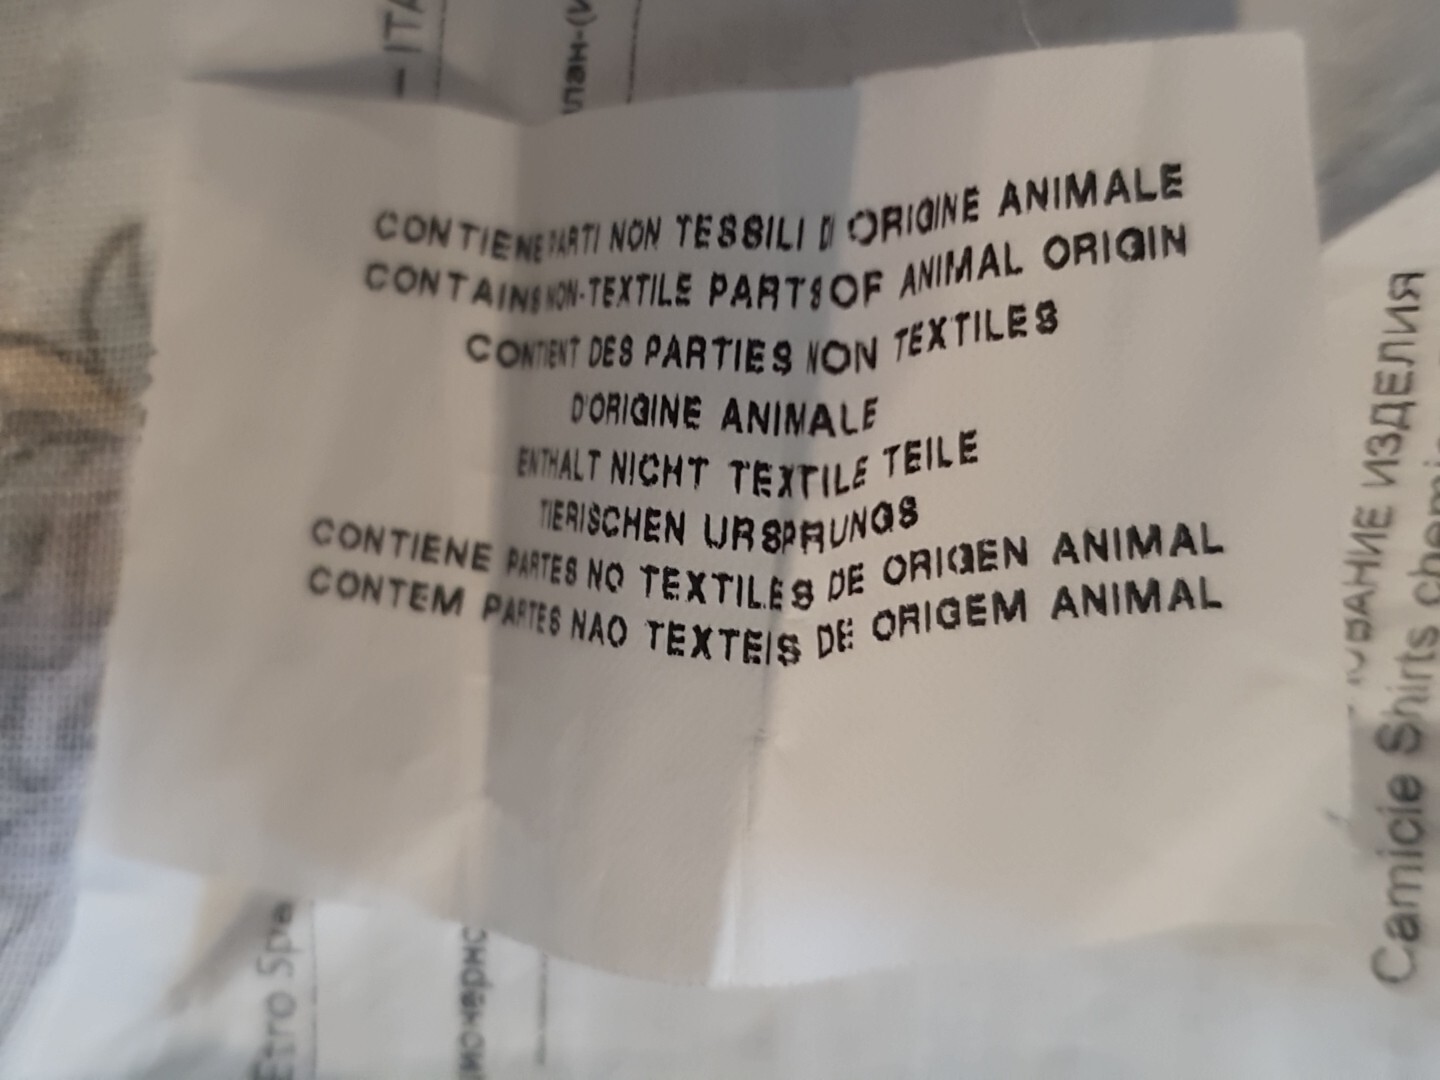 CONTIENE PARTI NON TESSILI DI ORIGINE ANIMALE
CONTAINS NON-TEXTILE PARTS OF ANIMAL ORIGIN
CONTIENT DES PARTIES NON TEXTILES
D'ORIGINE ANIMALE
ENTHALT NICHT TEXTILE TEILE
TIERISCHEN URSPRUNGS
CONTIENE PARTES NO TEXTILES DE ORIGEN ANIMAL
CONTEM PARTES NAO TEXTEIS DE ORIGEM ANIMAL
ИЗДЕЛИЯ
Camicie Shirts
Etro Spa